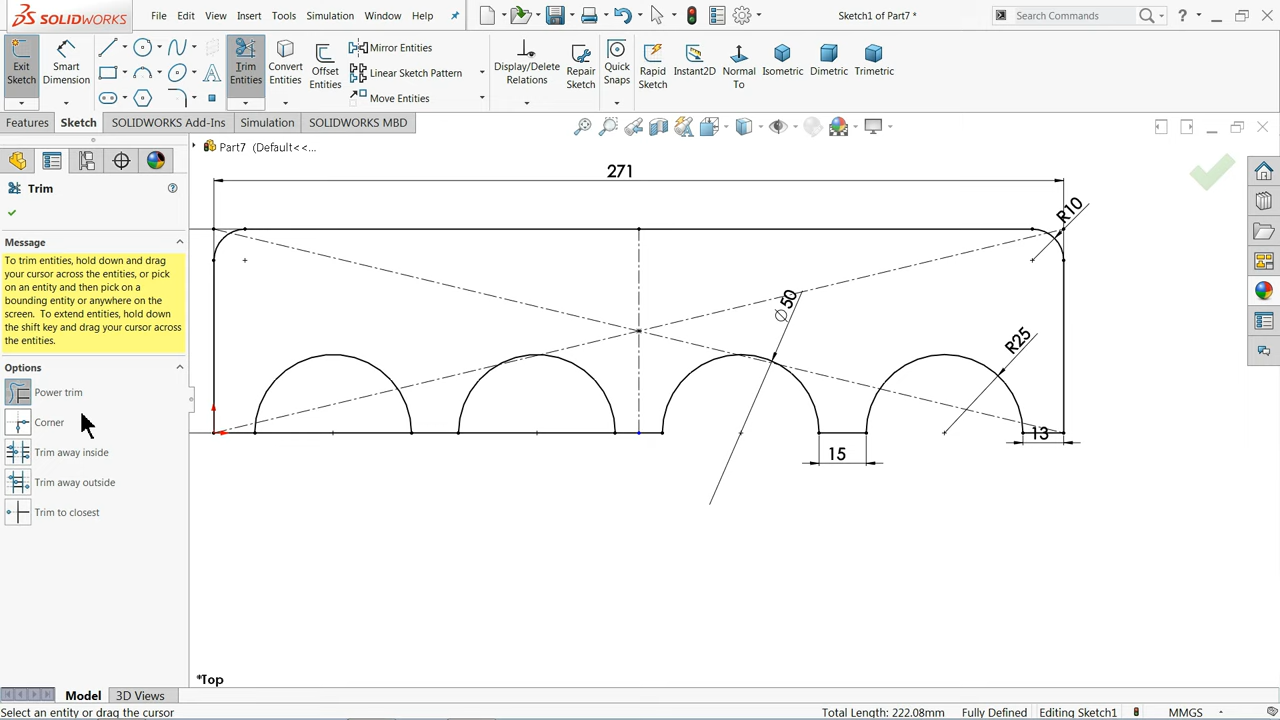 SOLIDWORKS File Edit View Insert Tools Simulation Window Help Sketch1 of Part7 * Search Commands ?
Exit Sketch
Smart Dimension
Trim Entities
Convert Entities
Offset Entities
Mirror Entities
Linear Sketch Pattern
Move Entities
Display/Delete Relations
Repair Sketch
Quick Snaps
Rapid Sketch
Instant2D
Normal To
Isometric
Dimetric
Trimetric
Features Sketch SOLIDWORKS Add-Ins Simulation SOLIDWORKS MBD
Part7 (Default<<...
Trim
Message
To trim entities, hold down and drag
your cursor across the entities, or pick
on an entity and then pick on a
bounding entity or anywhere on the
screen. To extend entities, hold down
the shift key and drag your cursor across
the entities.
Options
Power trim
Corner
Trim away inside
Trim away outside
Trim to closest
271
R10
∅50
R25
15
13
*Top
Model 3D Views
Select an entity or drag the cursor Total Length: 222.08mm Fully Defined Editing Sketch1 MMGS